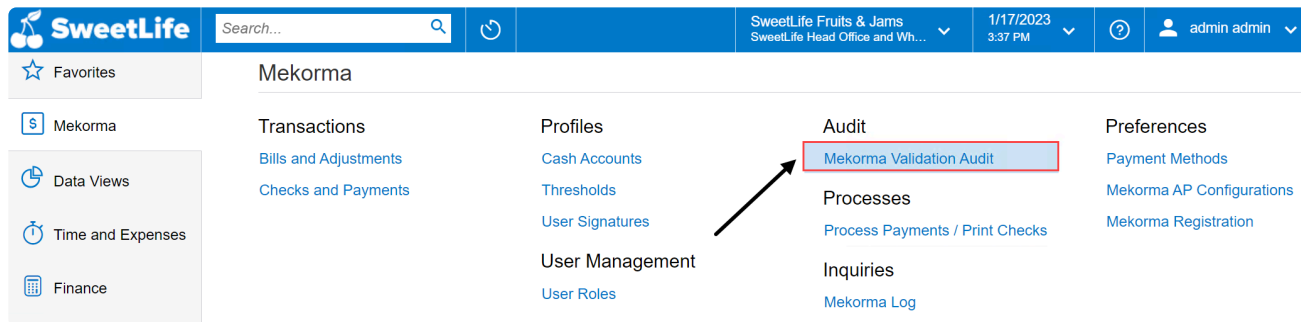 SweetLife
Search...
SweetLife Fruits & Jams
SweetLife Head Office and Wh...
1/17/2023
3:37 PM
?
admin admin
Favorites
Mekorma
Data Views
Time and Expenses
Finance
Mekorma
Transactions
Bills and Adjustments
Checks and Payments
Profiles
Cash Accounts
Thresholds
User Signatures
User Management
User Roles
Audit
Mekorma Validation Audit
Processes
Process Payments / Print Checks
Inquiries
Mekorma Log
Preferences
Payment Methods
Mekorma AP Configurations
Mekorma Registration